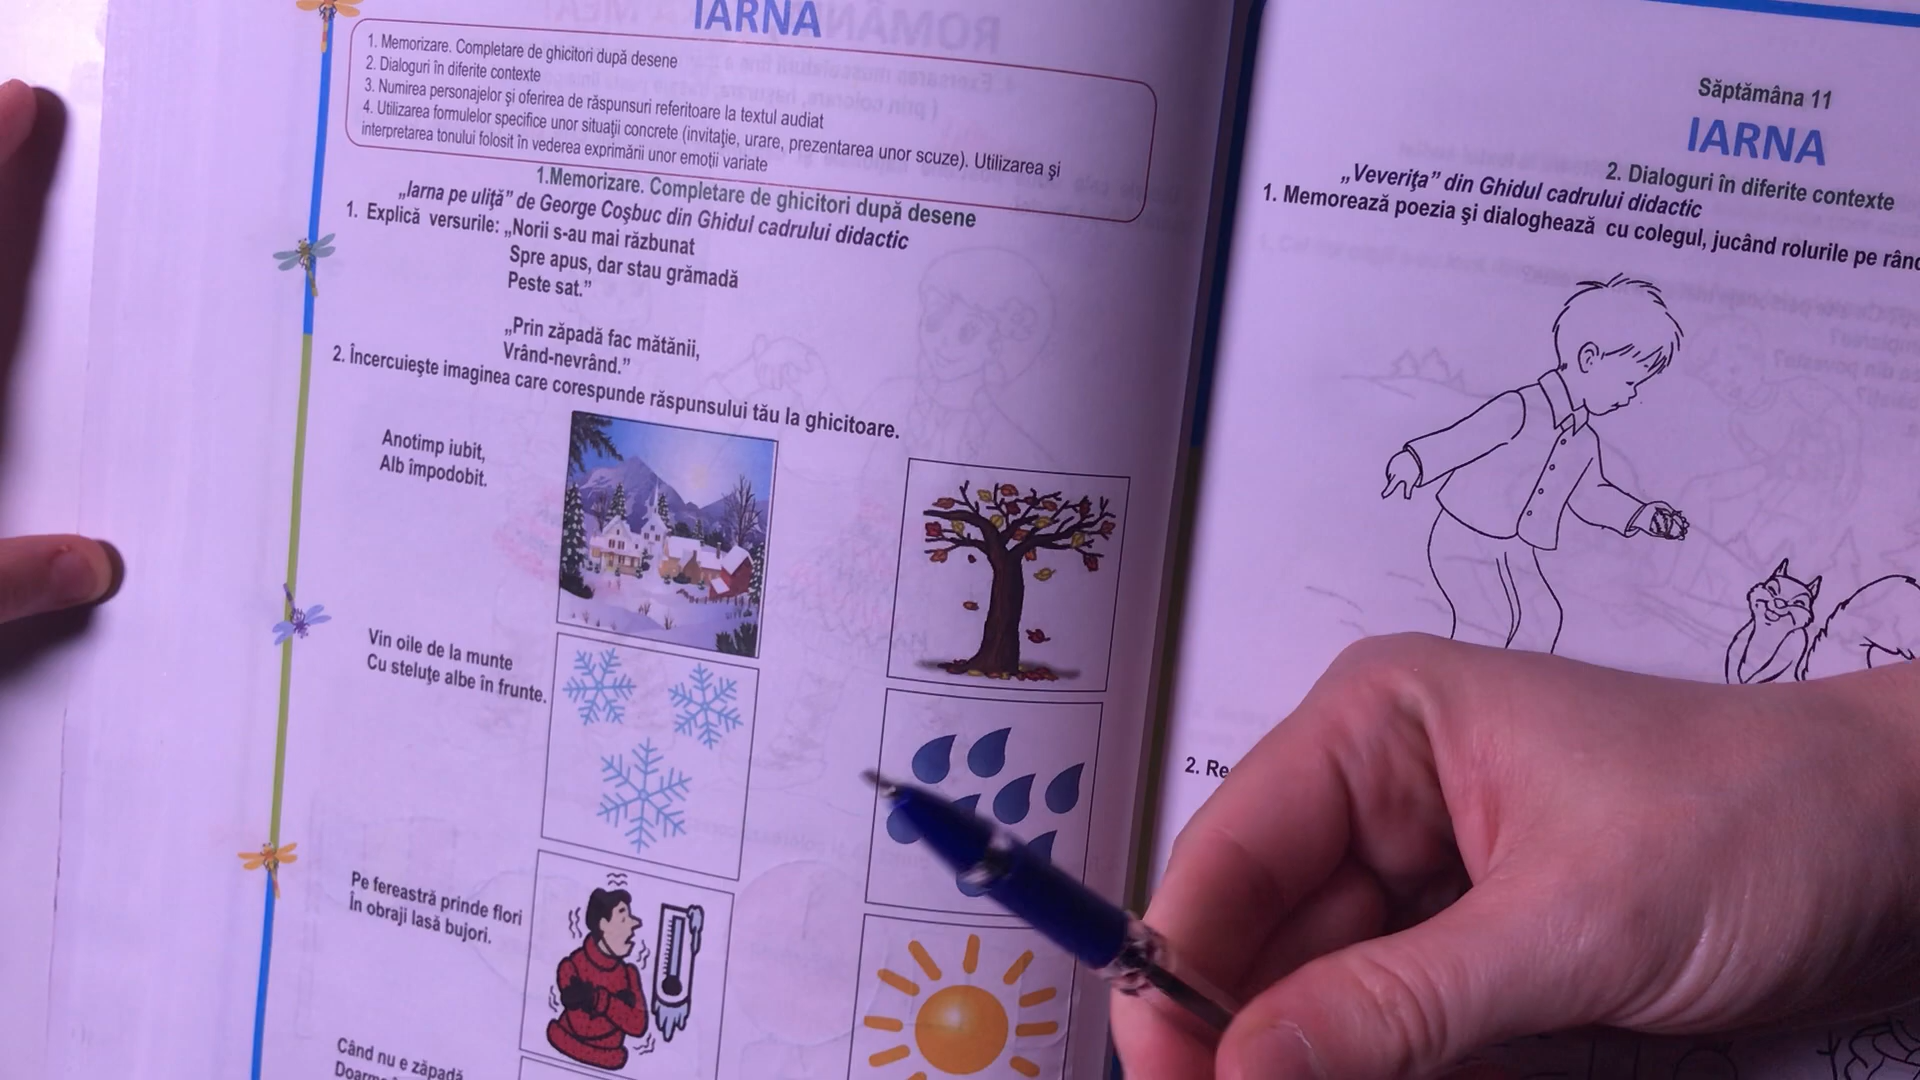 IARNA
1. Memorizare. Completare de ghicitori după desene
2. Dialoguri în diferite contexte
3. Numirea personajelor şi oferirea de răspunsuri referitoare la textul audiat
4. Utilizarea formulelor specifice unor situaţii concrete (invitaţie, urare, prezentarea unor scuze). Utilizarea şi
interpretarea tonului folosit în vederea exprimării unor emoţii variate
1.Memorizare. Completare de ghicitori după desene
„Iarna pe uliţă” de George Coşbuc din Ghidul cadrului didactic
1. Explică versurile: „Norii s-au mai răzbunat
Spre apus, dar stau grămadă
Peste sat.”
„Prin zăpadă fac mătănii,
Vrând-nevrând.”
2. Încercuieşte imaginea care corespunde răspunsului tău la ghicitoare.
Anotimp iubit,
Alb împodobit.
Vin oile de la munte
Cu steluţe albe în frunte.
Pe fereastră prinde flori
În obraji lasă bujori.
Când nu e zăpadă
Săptămâna 11
IARNA
2. Dialoguri în diferite contexte
„Veveriţa” din Ghidul cadrului didactic
1. Memorează poezia şi dialoghează cu colegul, jucând rolurile pe
2.